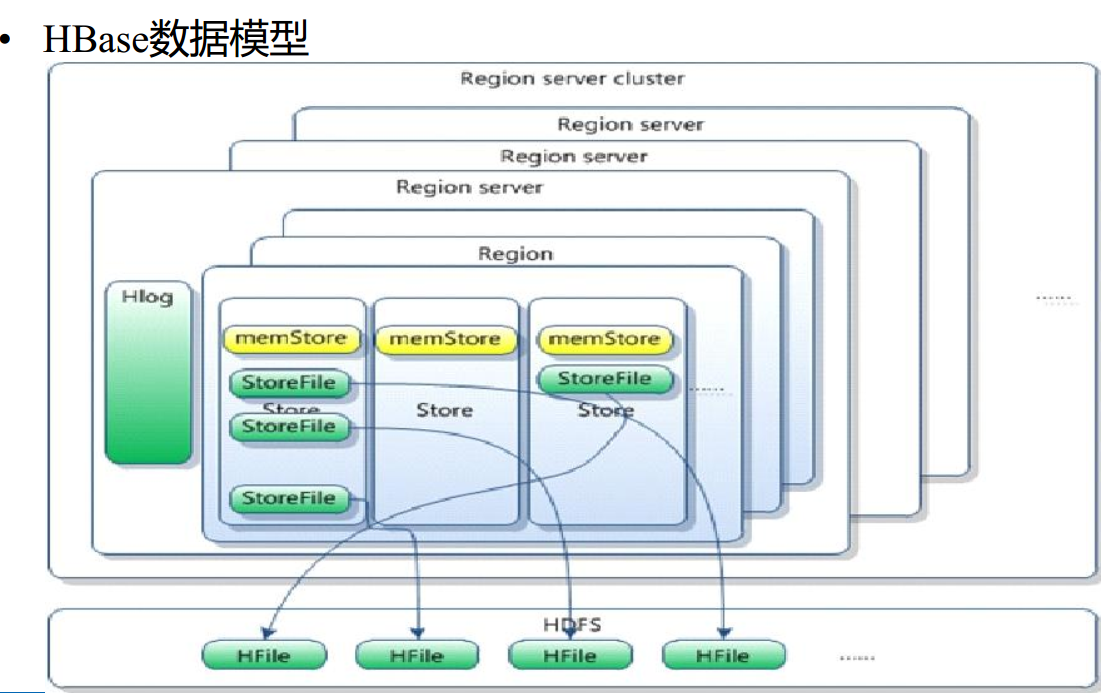 • HBase数据模型
Region server cluster
Region server
Region server
Region server
Region
Hlog
memStore memStore memStore
StoreFile StoreFile
Store Store Store
StoreFile
StoreFile
......
......
HDFS
HFile HFile HFile HFile ......